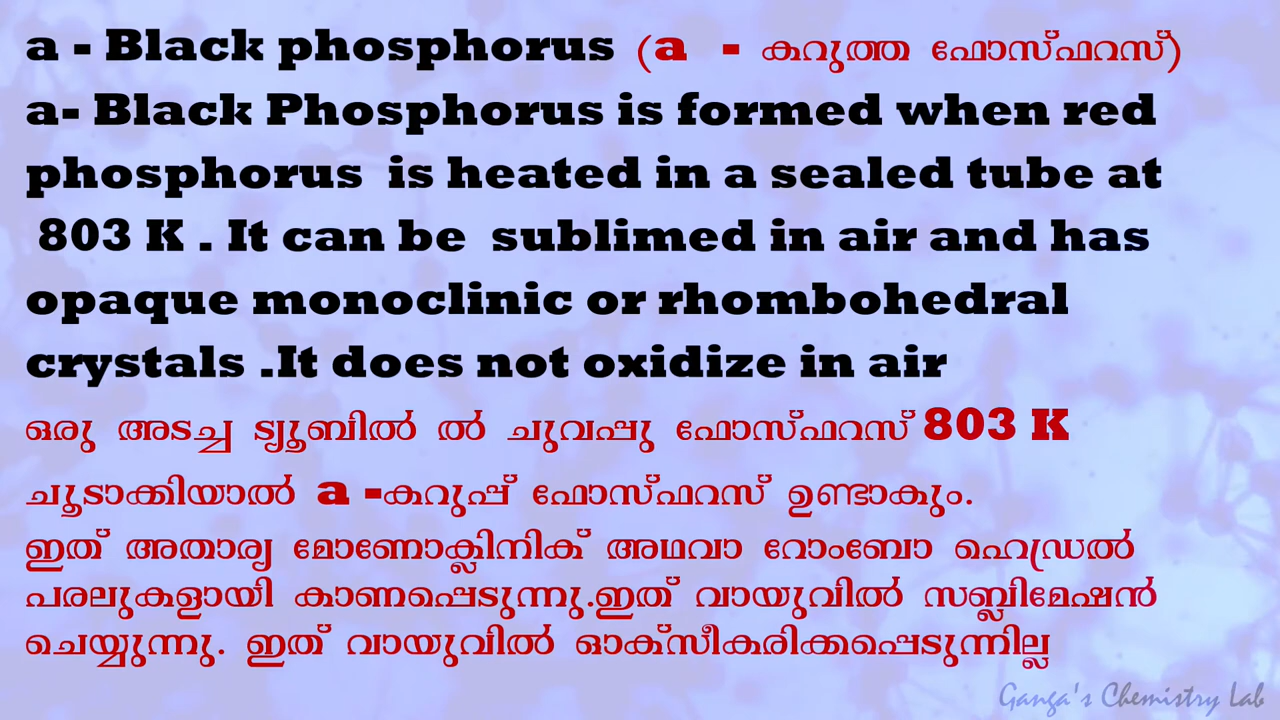 a - Black phosphorus (a - കറുത്ത ഫോസ്ഫറസ്)
a- Black Phosphorus is formed when red
phosphorus is heated in a sealed tube at
803 K . It can be sublimed in air and has
opaque monoclinic or rhombohedral
crystals .It does not oxidize in air
ഒരു അടച്ച ട്യൂബിൽ ൽ ചുവപ്പു ഫോസ്ഫറസ് 803 K
ചൂടാക്കിയാൽ a -കറുപ്പ് ഫോസ്ഫറസ് ഉണ്ടാകും.
ഇത് അതാര്യ മോണോക്ലിനിക് അഥവാ റോംബോ ഹെഡ്രൽ
പരലുകളായി കാണപ്പെടുന്നു.ഇത് വായുവിൽ സബ്ലിമേഷൻ
ചെയ്യുന്നു. ഇത് വായുവിൽ ഓക്സീകരിക്കപ്പെടുന്നില്ല
Ganga's Chemistry Lab